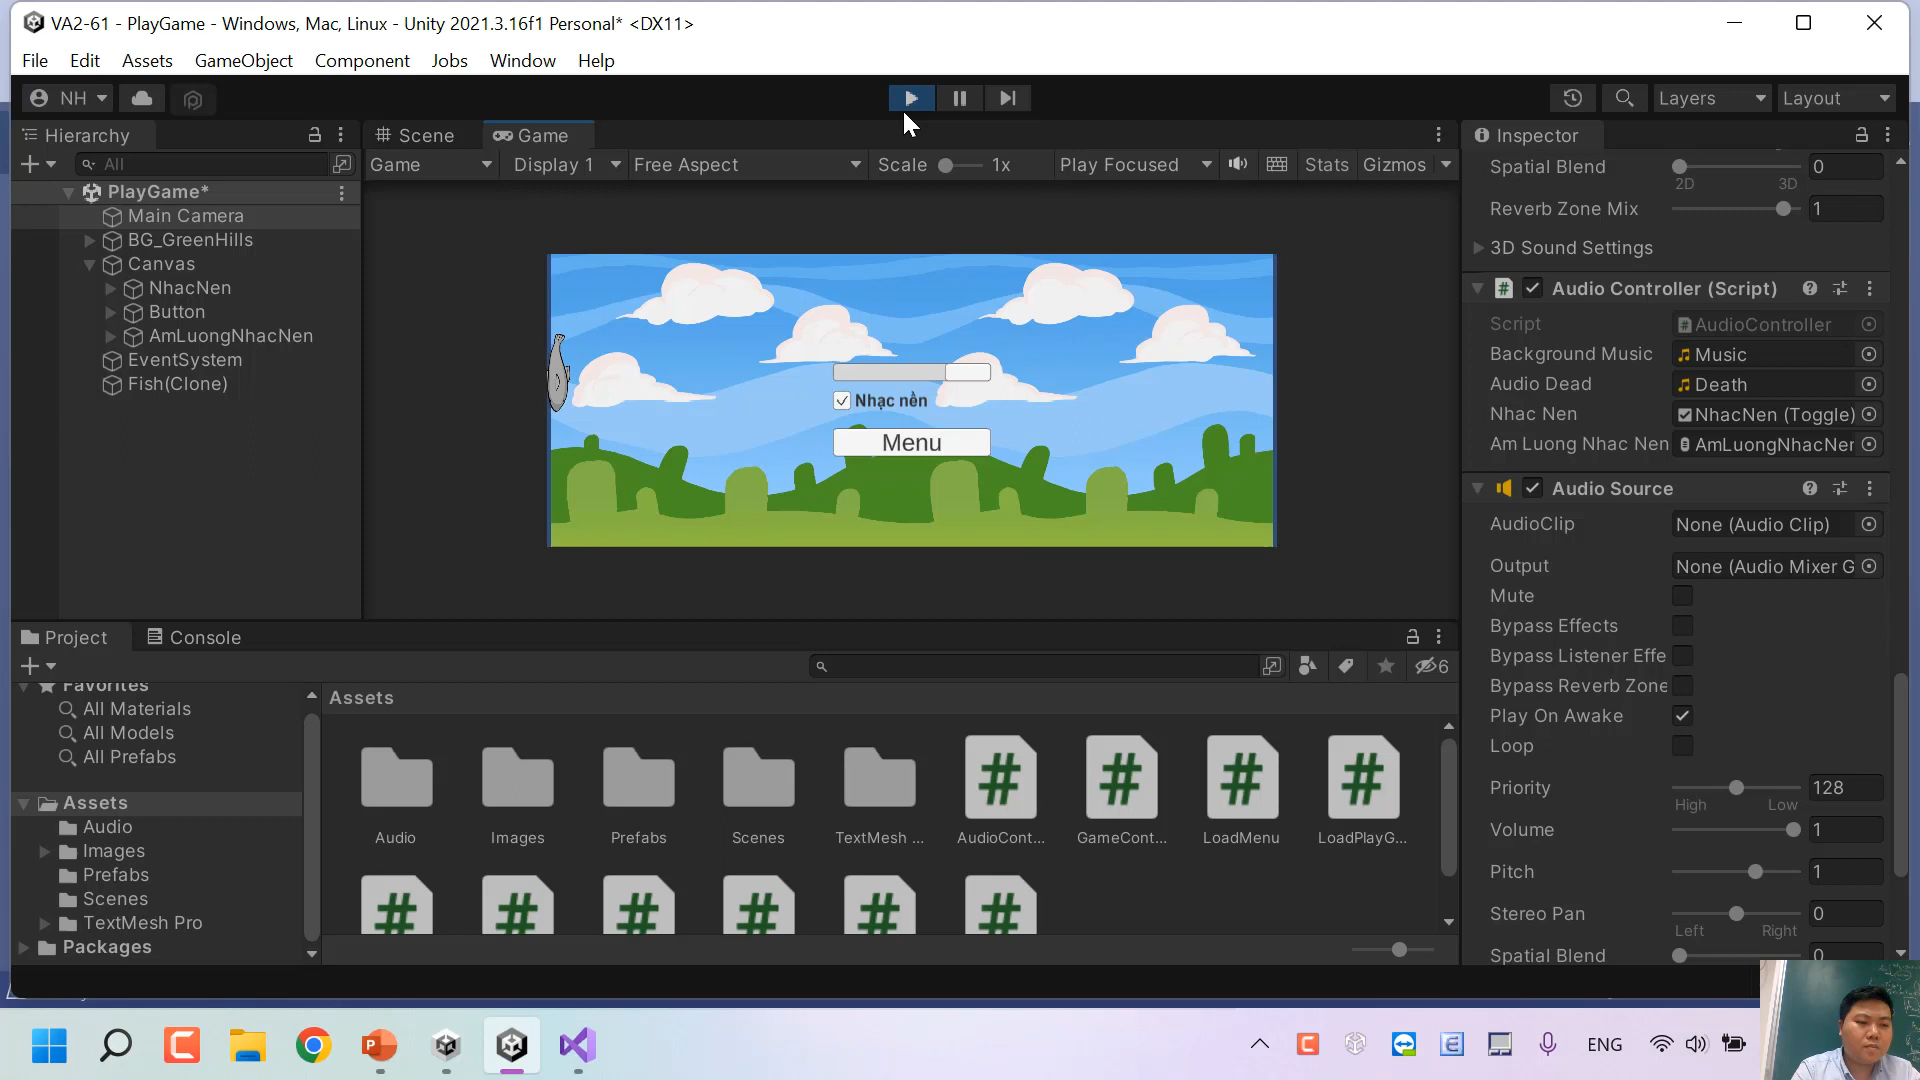 VA2-61 - PlayGame - Windows, Mac, Linux - Unity 2021.3.16f1 Personal* <DX11>
File Edit Assets GameObject Component Jobs Window Help
NH
Layers Layout
Hierarchy
All
PlayGame*
Main Camera
BG_GreenHills
Canvas
NhacNen
Button
AmLuongNhacNen
EventSystem
Fish(Clone)
Scene Game
Game Display 1 Free Aspect Scale 1x Play Focused Stats Gizmos
Nhạc nền
Menu
Inspector
Spatial Blend 0
2D 3D
Reverb Zone Mix 1
3D Sound Settings
Audio Controller (Script)
Script AudioController
Background Music Music
Audio Dead Death
Nhac Nen NhacNen (Toggle)
Am Luong Nhac Nen AmLuongNhacNer
Audio Source
AudioClip None (Audio Clip)
Output None (Audio Mixer G
Mute
Bypass Effects
Bypass Listener Effe
Bypass Reverb Zone
Play On Awake
Loop
Priority 128
High Low
Volume 1
Pitch 1
Stereo Pan 0
Left Right
Spatial Blend 0
Project Console
6
Favorites
All Materials
All Models
All Prefabs
Assets
Audio
Images
Prefabs
Scenes
TextMesh Pro
Packages
Assets
Audio Images Prefabs Scenes TextMesh ... AudioCont... GameCont... LoadMenu LoadPlayG...
ENG